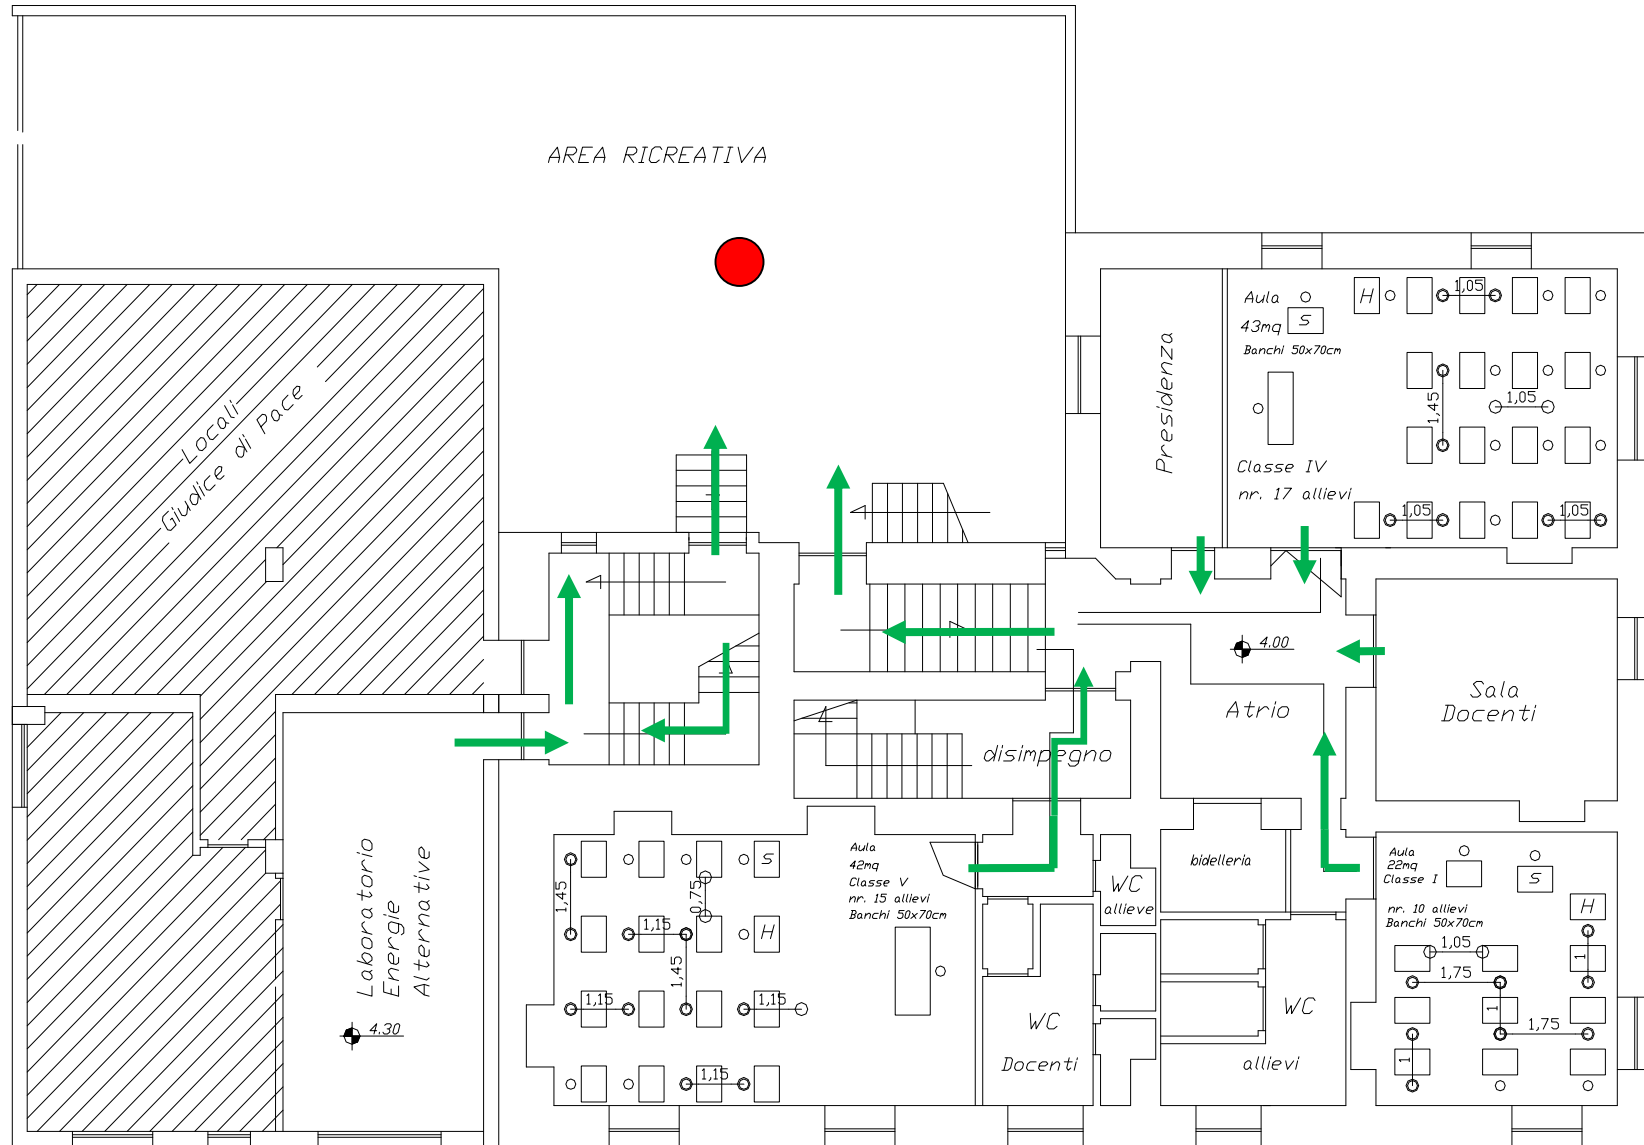 AREA RICREATIVA
Locali
Giudice di Pace
Presidenza
Aula
43mq
S
Banchi 50x70cm
H
1,05
1,45
1,05
Classe IV
nr. 17 allievi
1,05
1,05
4.00
Atrio
Sala
Docenti
disimpegno
Laboratorio
Energie
Alternative
4.30
1,45
0,75
S
1,15
H
1,45
1,15
1,15
1,15
Aula
42mq
Classe V
nr. 15 allievi
Banchi 50x70cm
WC
allieve
WC
Docenti
bidelleria
WC
allievi
Aula
22mq
Classe I
S
H
nr. 10 allievi
Banchi 50x70cm
1,05
1
1,75
1
1,75
1